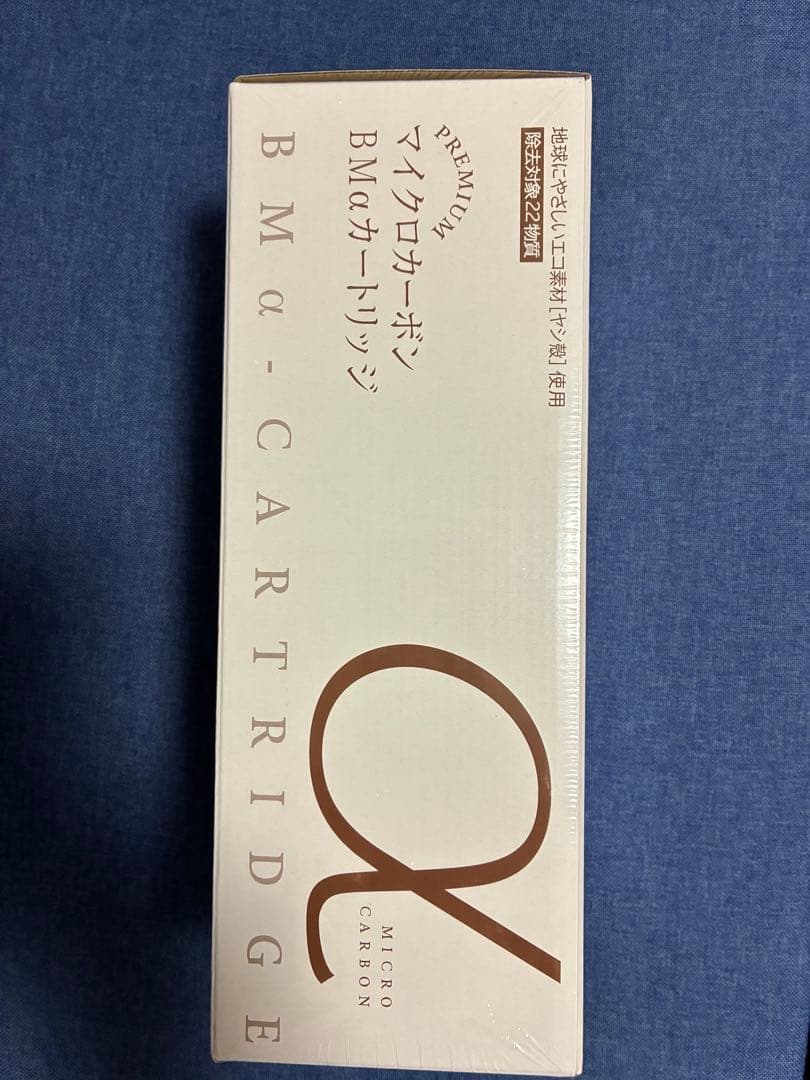 地球にやさしいエコ素材[ヤシ殻]使用
除去対象22物質
PREMIUM
マイクロカーボン
BMαカートリッジ
α
MICRO
CARBON
BMα-CARTRIDGE